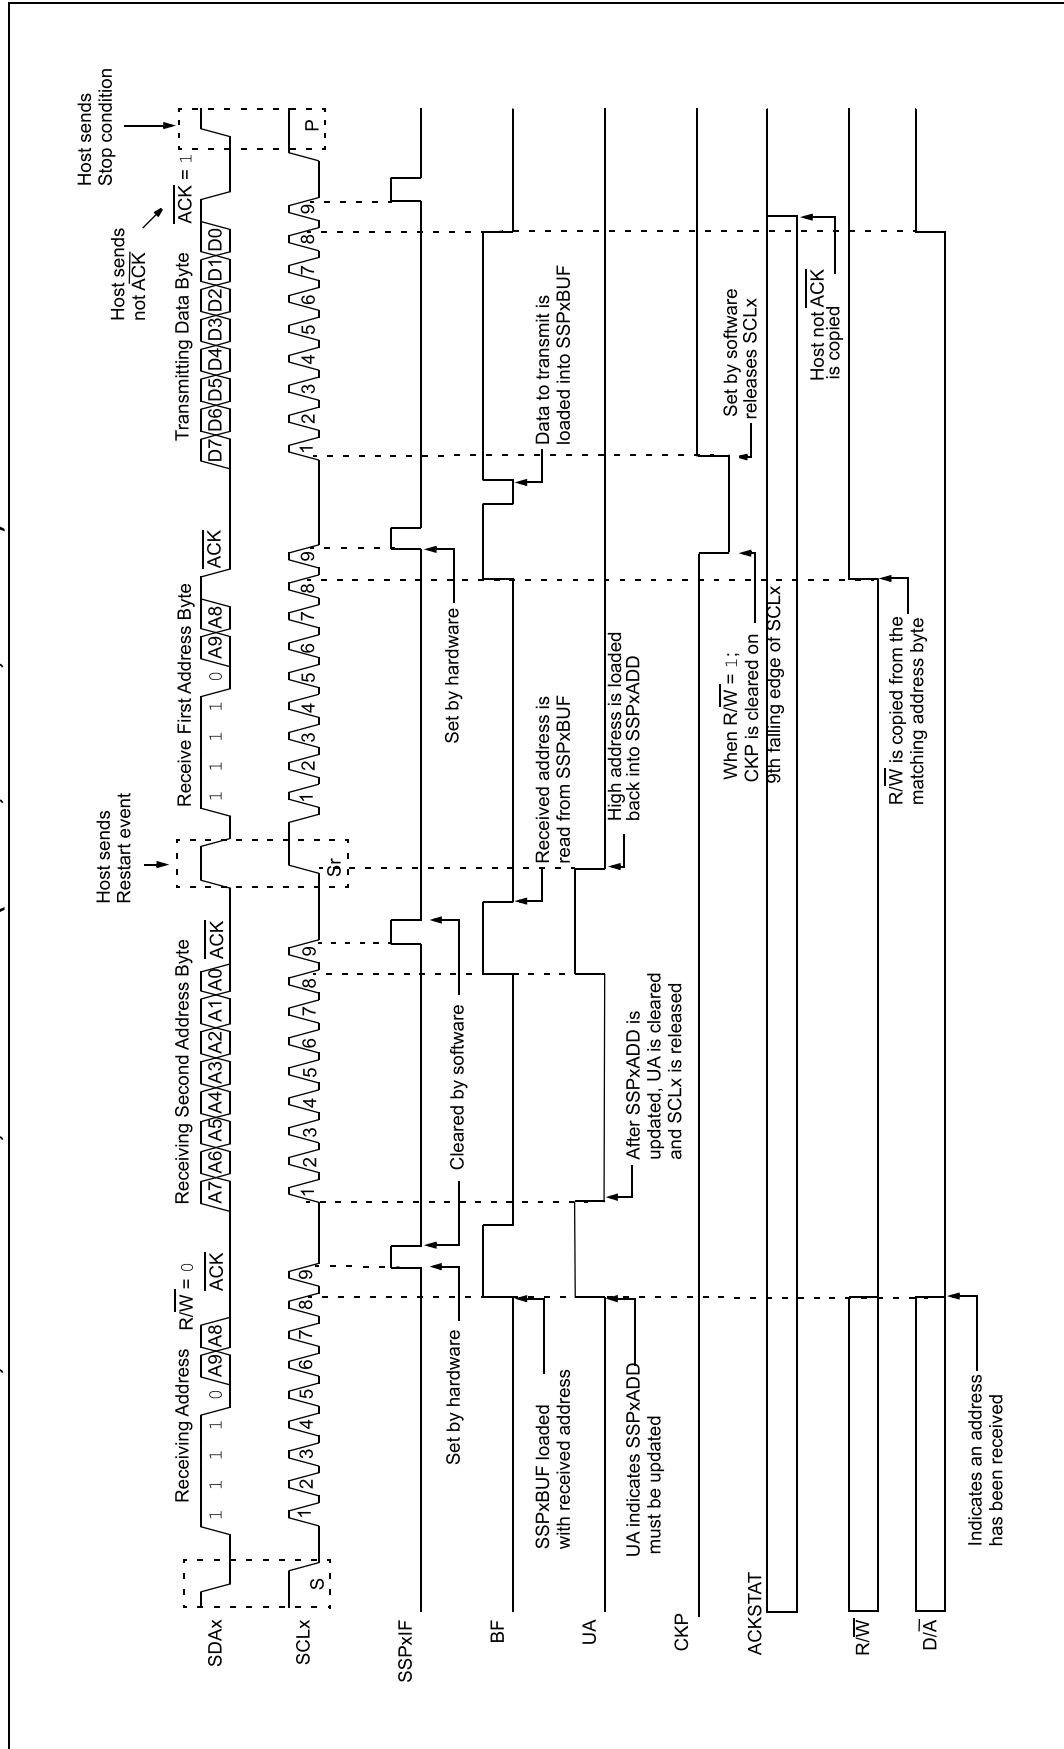 Host sends
Stop condition
Host sends
not ACK
Host sends
Restart event
Receiving Address
R/W = 0
Receiving Second Address Byte
Receive First Address Byte
Transmitting Data Byte
ACK = 1
SDAx
1 1 1 1 0 A9 A8
ACK
A7 A6 A5 A4 A3 A2 A1 A0
ACK
1 1 1 1 0 A9 A8
ACK
D7 D6 D5 D4 D3 D2 D1 D0
SCLx
S
1 2 3 4 5 6 7 8 9
1 2 3 4 5 6 7 8 9
Sr
1 2 3 4 5 6 7 8 9
1 2 3 4 5 6 7 8 9
P
SSPxIF
Set by hardware
Cleared by software
Set by hardware
BF
SSPxBUF loaded
with received address
Received address is
read from SSPxBUF
Data to transmit is
loaded into SSPxBUF
UA
UA indicates SSPxADD
must be updated
After SSPxADD is
updated, UA is cleared
and SCLx is released
High address is loaded
back into SSPxADD
CKP
When R/W = 1;
CKP is cleared on
9th falling edge of SCLx
Set by software
releases SCLx
ACKSTAT
Host not ACK
is copied
R/W
R/W is copied from the
matching address byte
D/A
Indicates an address
has been received